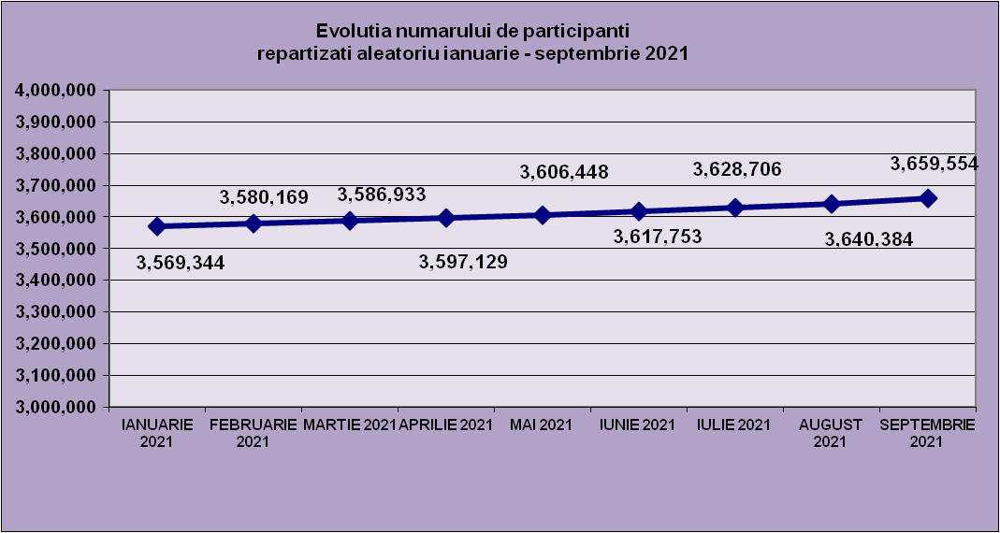 Evolutia numarului de participanti
repartizati aleatoriu ianuarie - septembrie 2021
4,000,000
3,900,000
3,800,000
3,700,000
3,600,000
3,500,000
3,400,000
3,300,000
3,200,000
3,100,000
3,000,000
3,569,344
3,580,169
3,586,933
3,597,129
3,606,448
3,617,753
3,628,706
3,640,384
3,659,554
IANUARIE
2021
FEBRUARIE
2021
MARTIE 2021
APRILIE 2021
MAI 2021
IUNIE 2021
IULIE 2021
AUGUST
2021
SEPTEMBRIE
2021